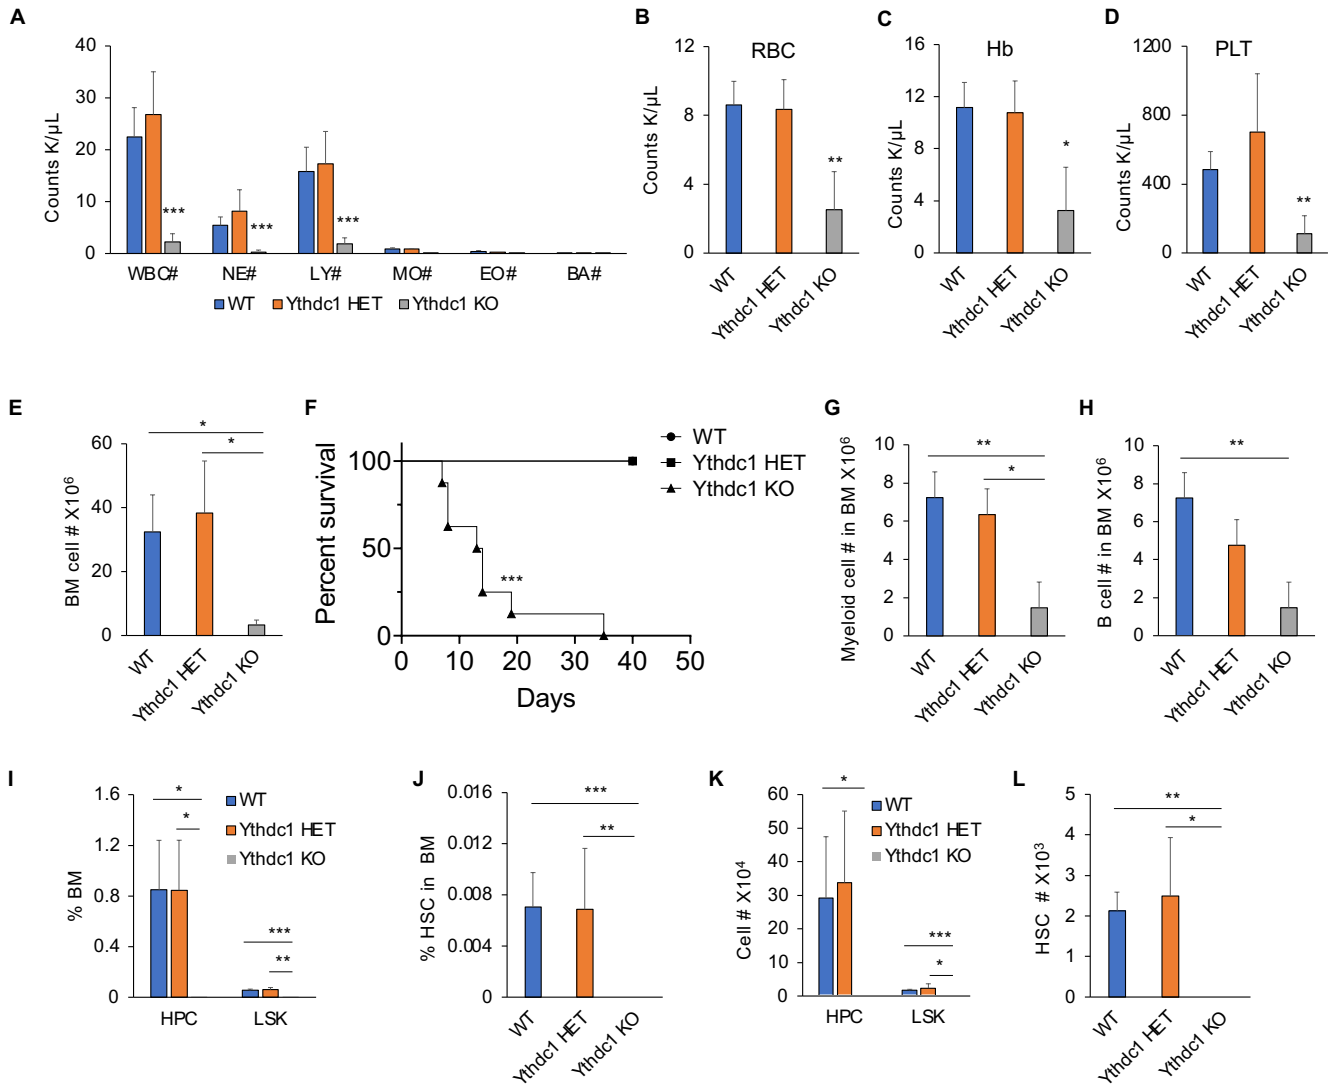 A
40
30
20
10
0
Counts K/µL
***
***
***
WBC#
NE#
LY#
MO#
EO#
BA#
WT
Ythdc1 HET
Ythdc1 KO
B
RBC
12
8
4
0
Counts K/µL
**
WT
Ythdc1 HET
Ythdc1 KO
C
Hb
16
12
8
4
0
Counts K/µL
*
WT
Ythdc1 HET
Ythdc1 KO
D
PLT
1200
800
400
0
Counts K/µL
**
WT
Ythdc1 HET
Ythdc1 KO
E
60
40
20
0
BM cell # X10⁶
*
*
WT
Ythdc1 HET
Ythdc1 KO
F
Percent survival
100
50
0
0
10
20
30
40
50
Days
***
WT
Ythdc1 HET
Ythdc1 KO
G
10
8
6
4
2
0
Myeloid cell # in BM X10⁶
**
*
WT
Ythdc1 HET
Ythdc1 KO
H
10
8
6
4
2
0
B cell # in BM X10⁶
**
WT
Ythdc1 HET
Ythdc1 KO
I
1.6
1.2
0.8
0.4
0
% BM
*
*
***
**
HPC
LSK
WT
Ythdc1 HET
Ythdc1 KO
J
0.016
0.012
0.008
0.004
0
% HSC in BM
***
**
WT
Ythdc1 HET
Ythdc1 KO
K
60
50
40
30
20
10
0
Cell # X10⁴
*
***
*
HPC
LSK
WT
Ythdc1 HET
Ythdc1 KO
L
5
4
3
2
1
0
HSC # X10³
**
*
WT
Ythdc1 HET
Ythdc1 KO